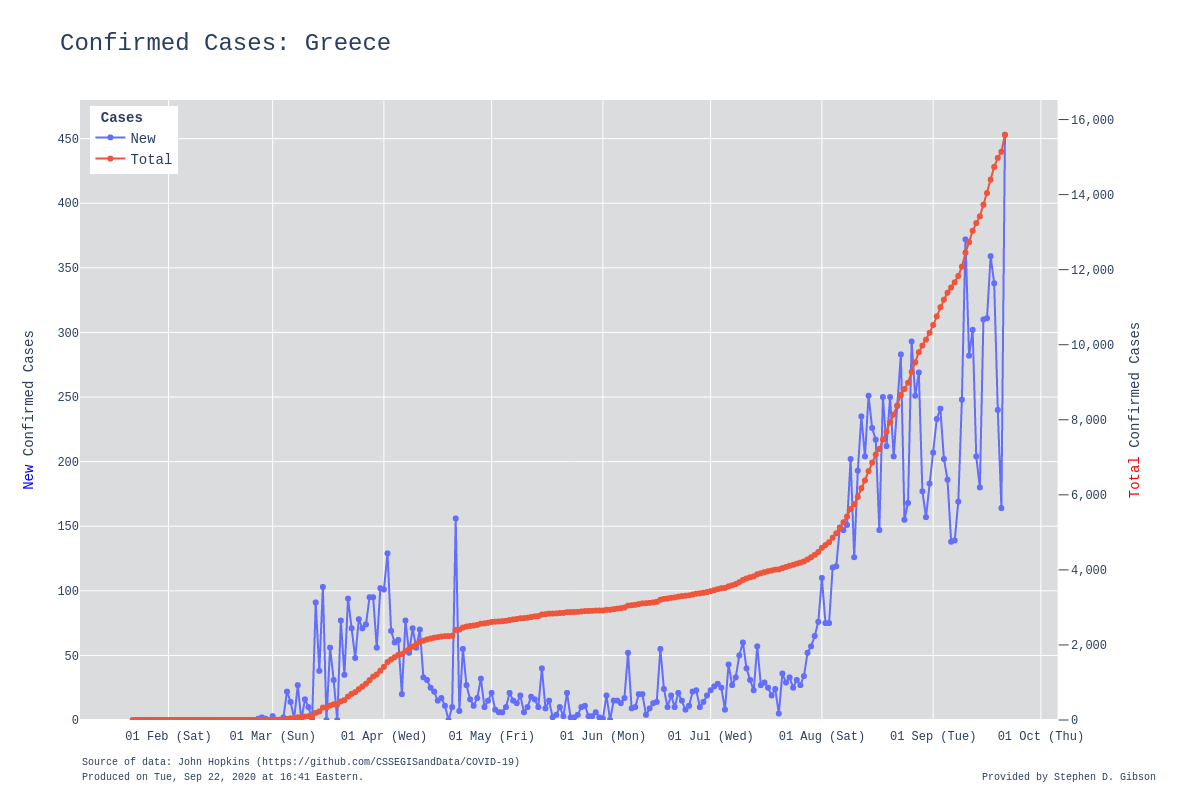 Confirmed Cases: Greece
Cases
New
Total
450
400
350
300
250
200
150
100
50
0
16,000
14,000
12,000
10,000
8,000
6,000
4,000
2,000
0
New Confirmed Cases
Total Confirmed Cases
01 Feb (Sat)
01 Mar (Sun)
01 Apr (Wed)
01 May (Fri)
01 Jun (Mon)
01 Jul (Wed)
01 Aug (Sat)
01 Sep (Tue)
01 Oct (Thu)
Source of data: John Hopkins (https://github.com/CSSEGISandData/COVID-19)
Produced on Tue, Sep 22, 2020 at 16:41 Eastern.
Provided by Stephen D. Gibson